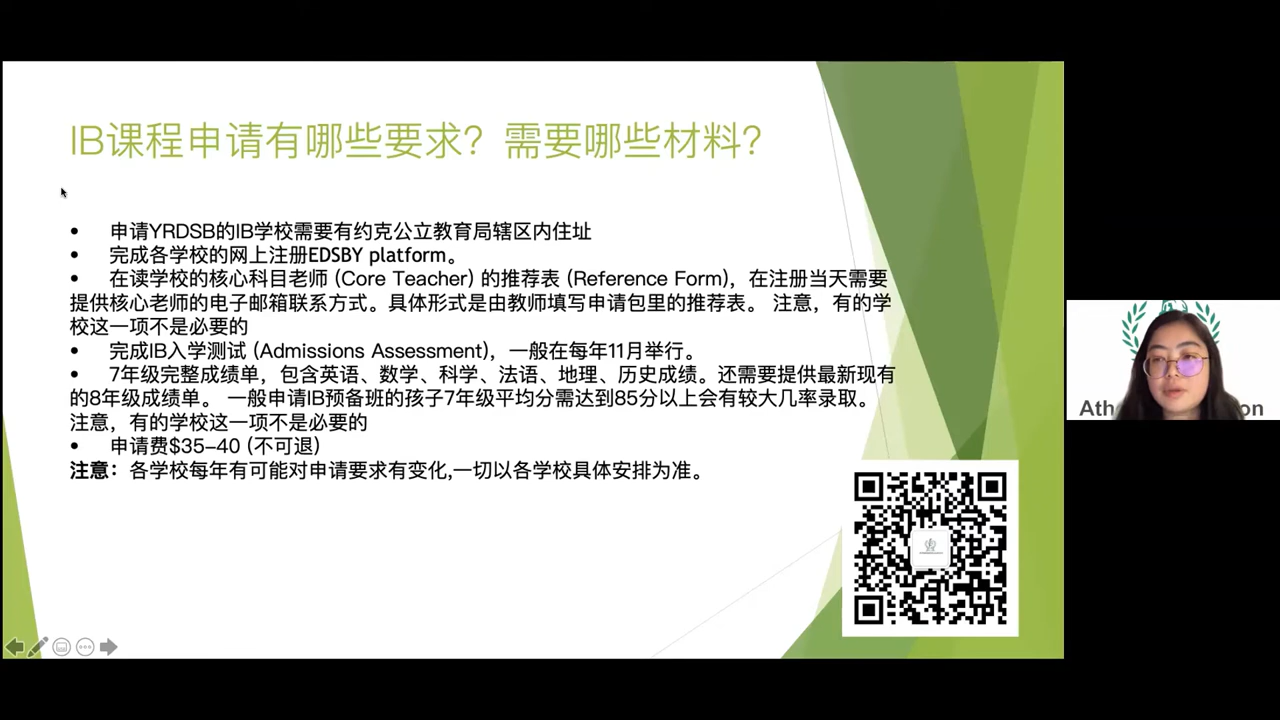 IB课程申请有哪些要求？需要哪些材料？
• 申请YRDSB的IB学校需要有约克公立教育局辖区内住址
• 完成各学校的网上注册EDSBY platform。
• 在读学校的核心科目老师 (Core Teacher) 的推荐表 (Reference Form)，在注册当天需要
提供核心老师的电子邮箱联系方式。具体形式是由教师填写申请包里的推荐表。 注意，有的学
校这一项不是必要的
• 完成IB入学测试 (Admissions Assessment)，一般在每年11月举行。
• 7年级完整成绩单，包含英语、数学、科学、法语、地理、历史成绩。还需要提供最新现有
的8年级成绩单。 一般申请IB预备班的孩子7年级平均分需达到85分以上会有较大几率录取。
注意，有的学校这一项不是必要的
• 申请费$35-40 (不可退)
注意：各学校每年有可能对申请要求有变化,一切以各学校具体安排为准。
Ath
on